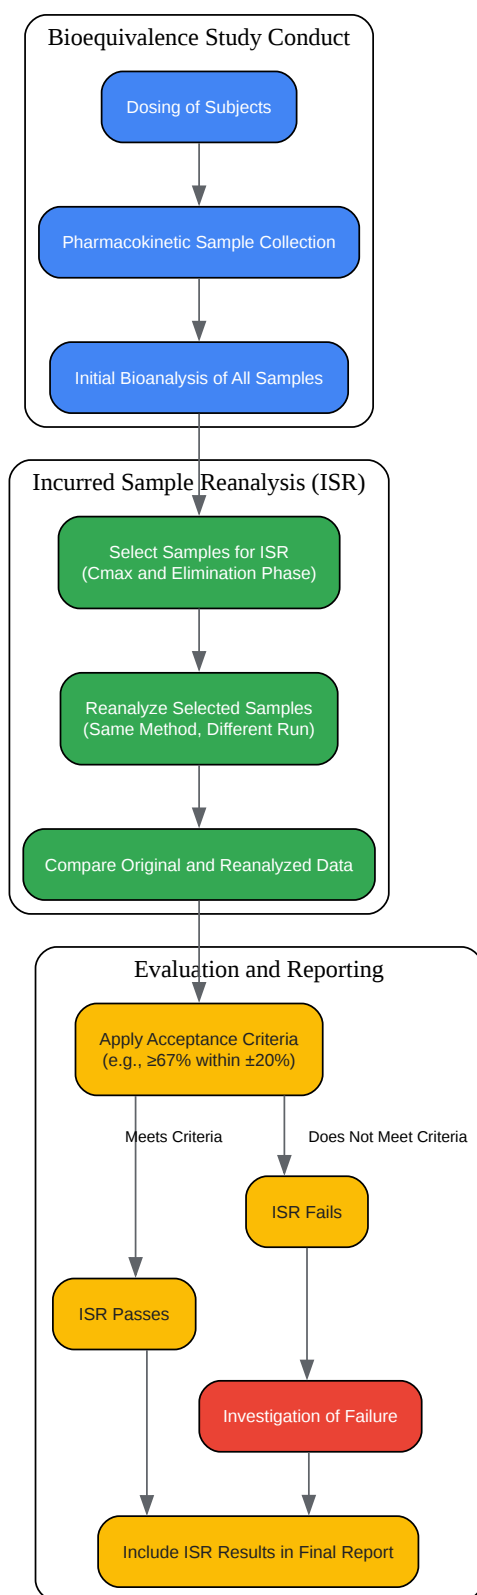 Bioequivalence Study Conduct
Dosing of Subjects
Pharmacokinetic Sample Collection
Initial Bioanalysis of All Samples
Incurred Sample Reanalysis (ISR)
Select Samples for ISR
(Cmax and Elimination Phase)
Reanalyze Selected Samples
(Same Method, Different Run)
Compare Original and Reanalyzed Data
Evaluation and Reporting
Apply Acceptance Criteria
(e.g., ≥67% within ±20%)
Meets Criteria
Does Not Meet Criteria
ISR Fails
ISR Passes
Investigation of Failure
Include ISR Results in Final Report